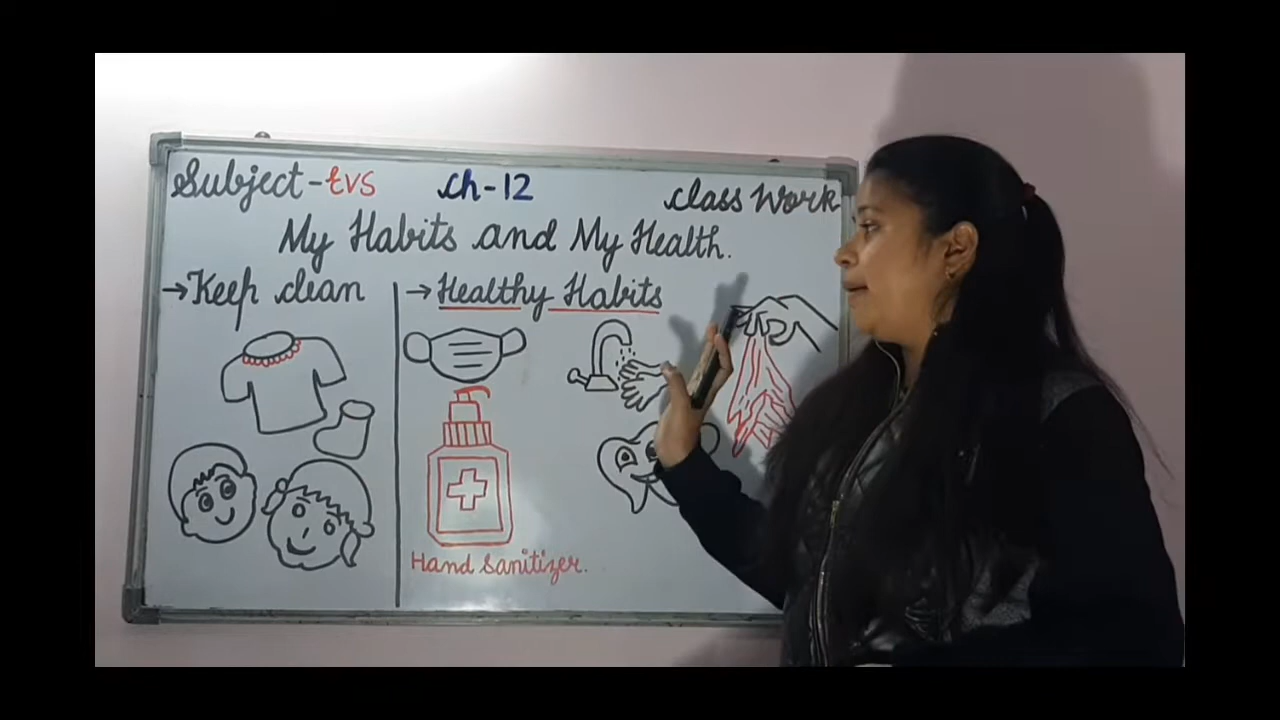 Subject - EVS Ch-12 Class Work
My Habits and My Health.
→ Keep clean
→ Healthy Habits
Hand Sanitizer.